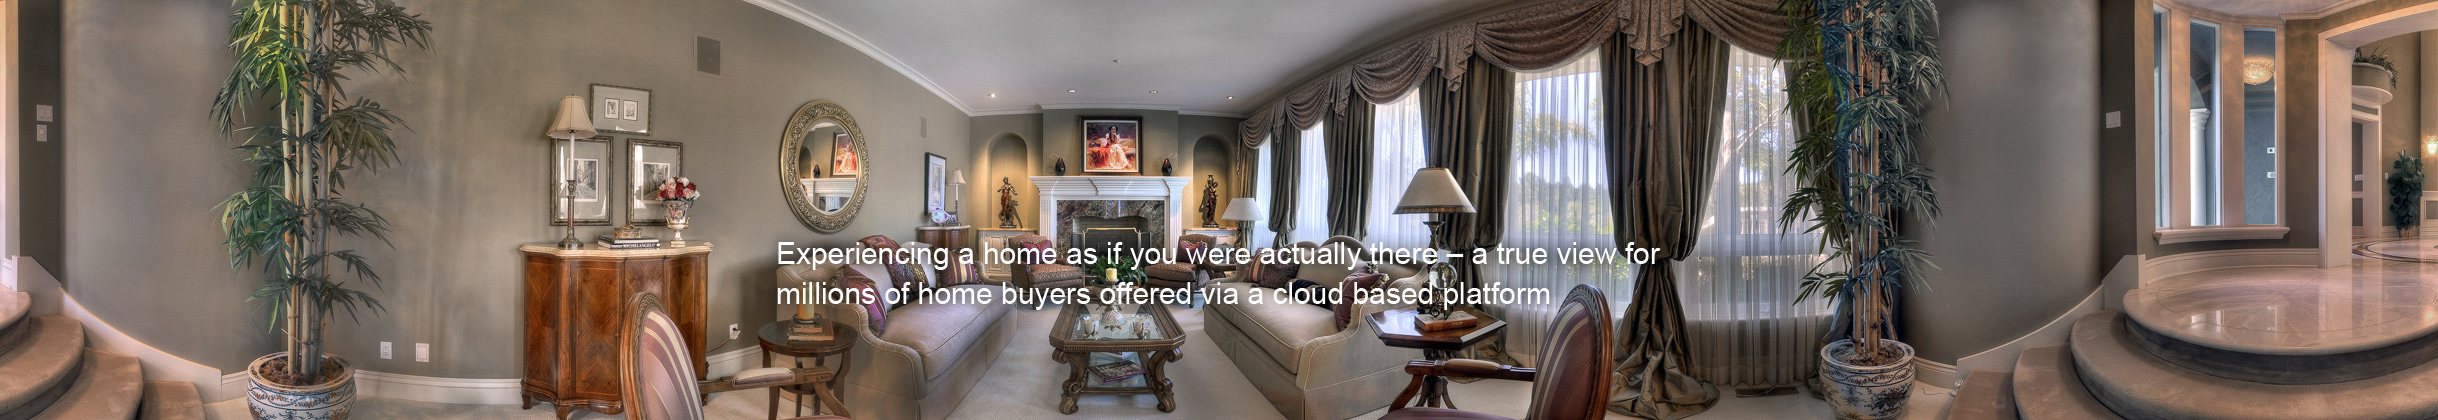 MICHELANGELO
Experiencing a home as if you were actually there – a true view for
millions of home buyers offered via a cloud based platform